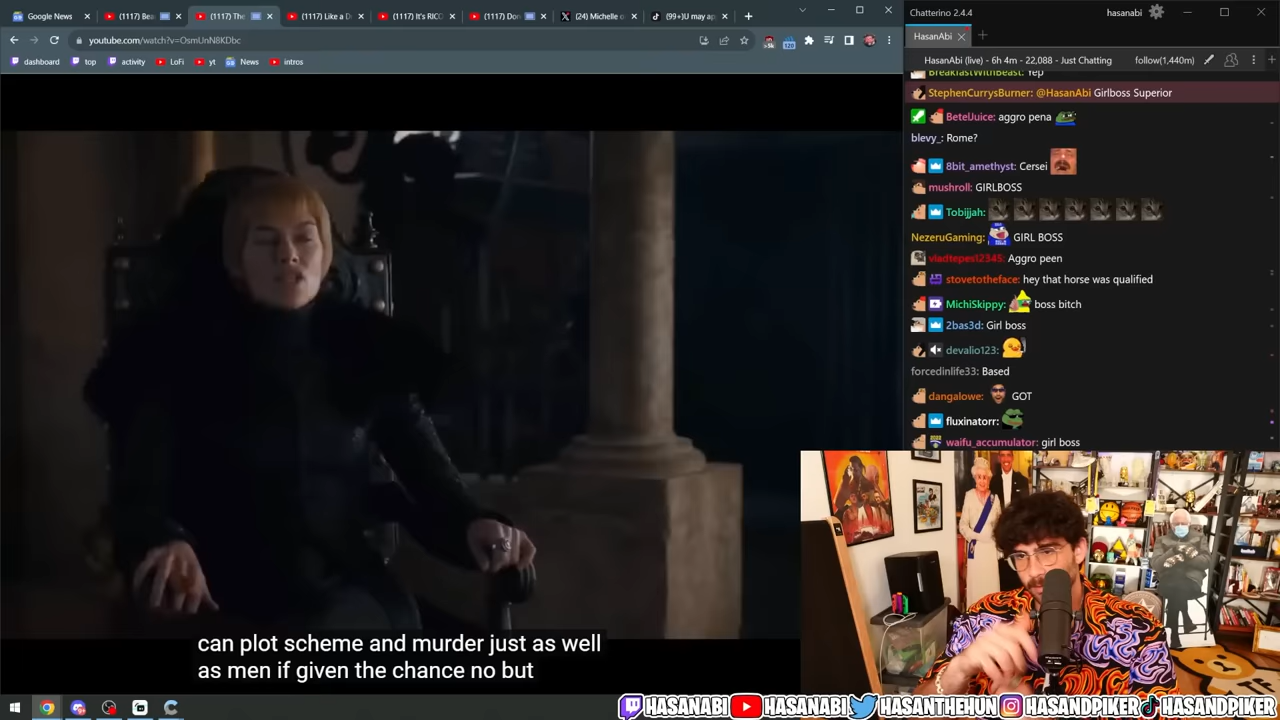 Google News
(1117) Bea
(1117) The
(1117) Like a D
(1117) It's RICO
(1117) Don
(24) Michelle o
(99+)U may ap
youtube.com/watch?v=OsmUnN8KDbc
dashboard
top
activity
LoFi
yt
News
intros
can plot scheme and murder just as well
as men if given the chance no but
Chatterino 2.4.4
hasanabi
HasanAbi
HasanAbi (live) - 6h 4m - 22,088 - Just Chatting
follow(1,440m)
BreakfastWithBeast: Yep
StephenCurrysBurner: @HasanAbi Girlboss Superior
BeteIJuice: aggro pena
blevy_: Rome?
8bit_amethyst: Cersei
mushroll: GIRLBOSS
Tobijjah:
NezeruGaming: GIRL BOSS
vladtepes12345: Aggro peen
stovetotheface: hey that horse was qualified
MichiSkippy: boss bitch
2bas3d: Girl boss
devalio123:
forcedinlife33: Based
dangalowe: GOT
fluxinatorr:
waifu_accumulator: girl boss
HASANABI
HASANABI
HASANTHEHUN
HASANDPIKER
HASANDPIKER